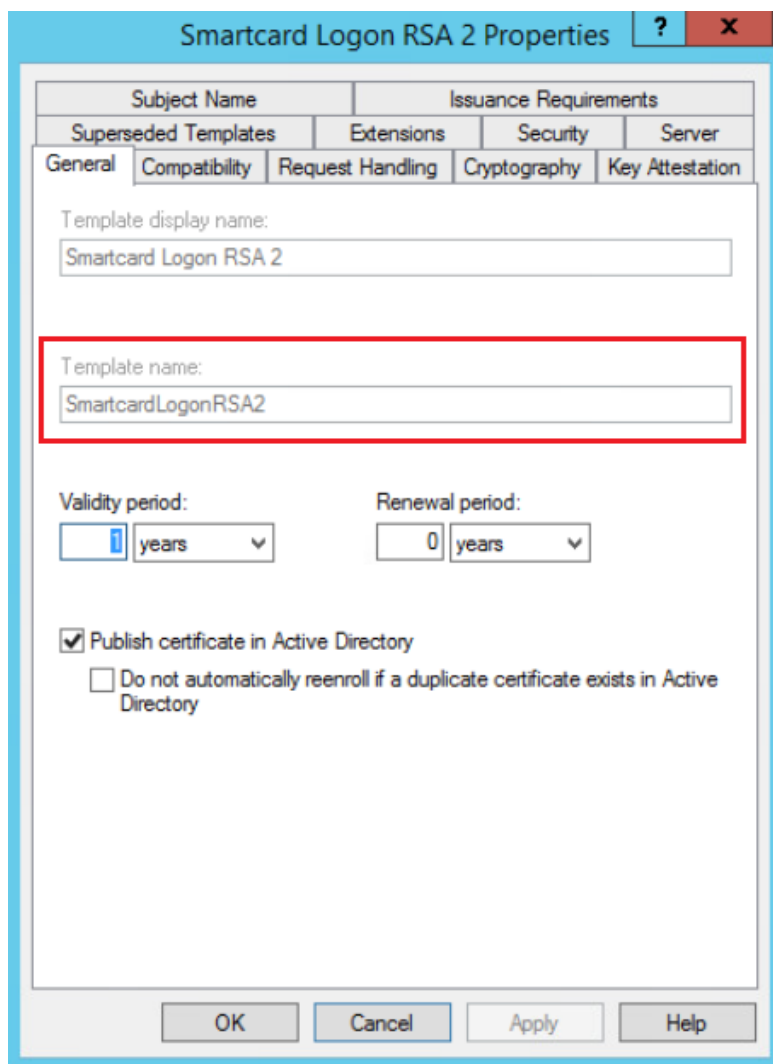 Smartcard Logon RSA 2 Properties ? x
Subject Name Issuance Requirements
Superseded Templates Extensions Security Server
General Compatibility Request Handling Cryptography Key Attestation
Template display name:
Smartcard Logon RSA 2
Template name:
SmartcardLogonRSA2
Validity period: Renewal period:
1 years 0 years
Publish certificate in Active Directory
Do not automatically reenroll if a duplicate certificate exists in Active
Directory
OK Cancel Apply Help